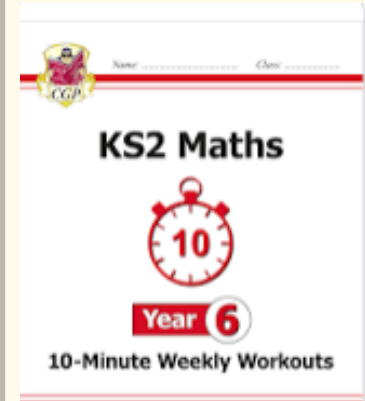 Name ........................ Class ..............
CGP
KS2 Maths
10
Year 6
10-Minute Weekly Workouts